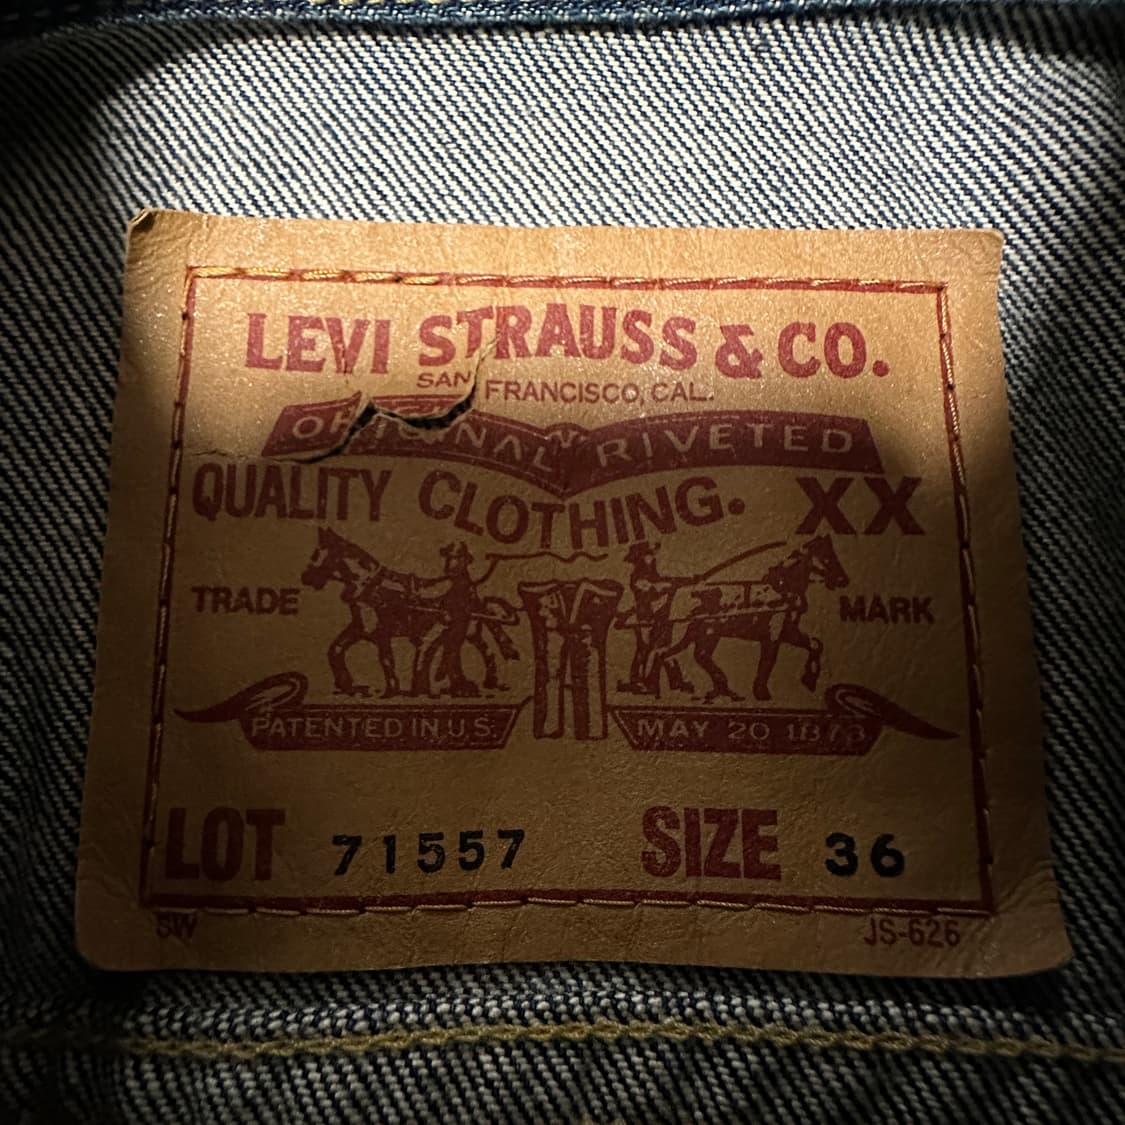 LEVI STRAUSS & CO.
SAN FRANCISCO, CAL.
ORIGINAL RIVETED
QUALITY CLOTHING. XX
TRADE MARK
PATENTED IN U.S. MAY 20 1873
LOT 71557 SIZE 36
SW JS-626